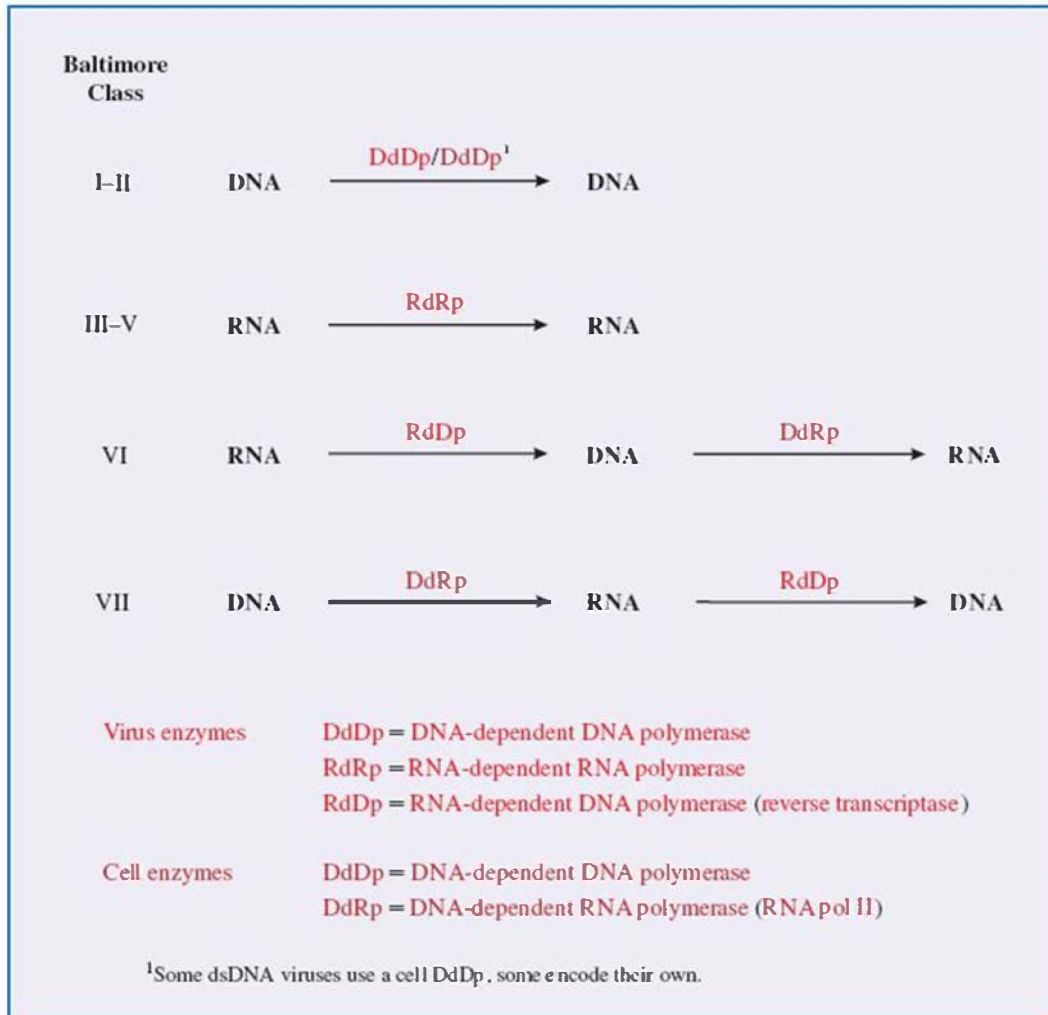 Baltimore
Class
I–II DNA DdDp/DdDp¹ DNA
III–V RNA RdRp RNA
VI RNA RdDp DNA DdRp RNA
VII DNA DdRp RNA RdDp DNA
Virus enzymes DdDp = DNA-dependent DNA polymerase
RdRp = RNA-dependent RNA polymerase
RdDp = RNA-dependent DNA polymerase (reverse transcriptase)
Cell enzymes DdDp = DNA-dependent DNA polymerase
DdRp = DNA-dependent RNA polymerase (RNA pol II)
¹Some dsDNA viruses use a cell DdDp, some encode their own.